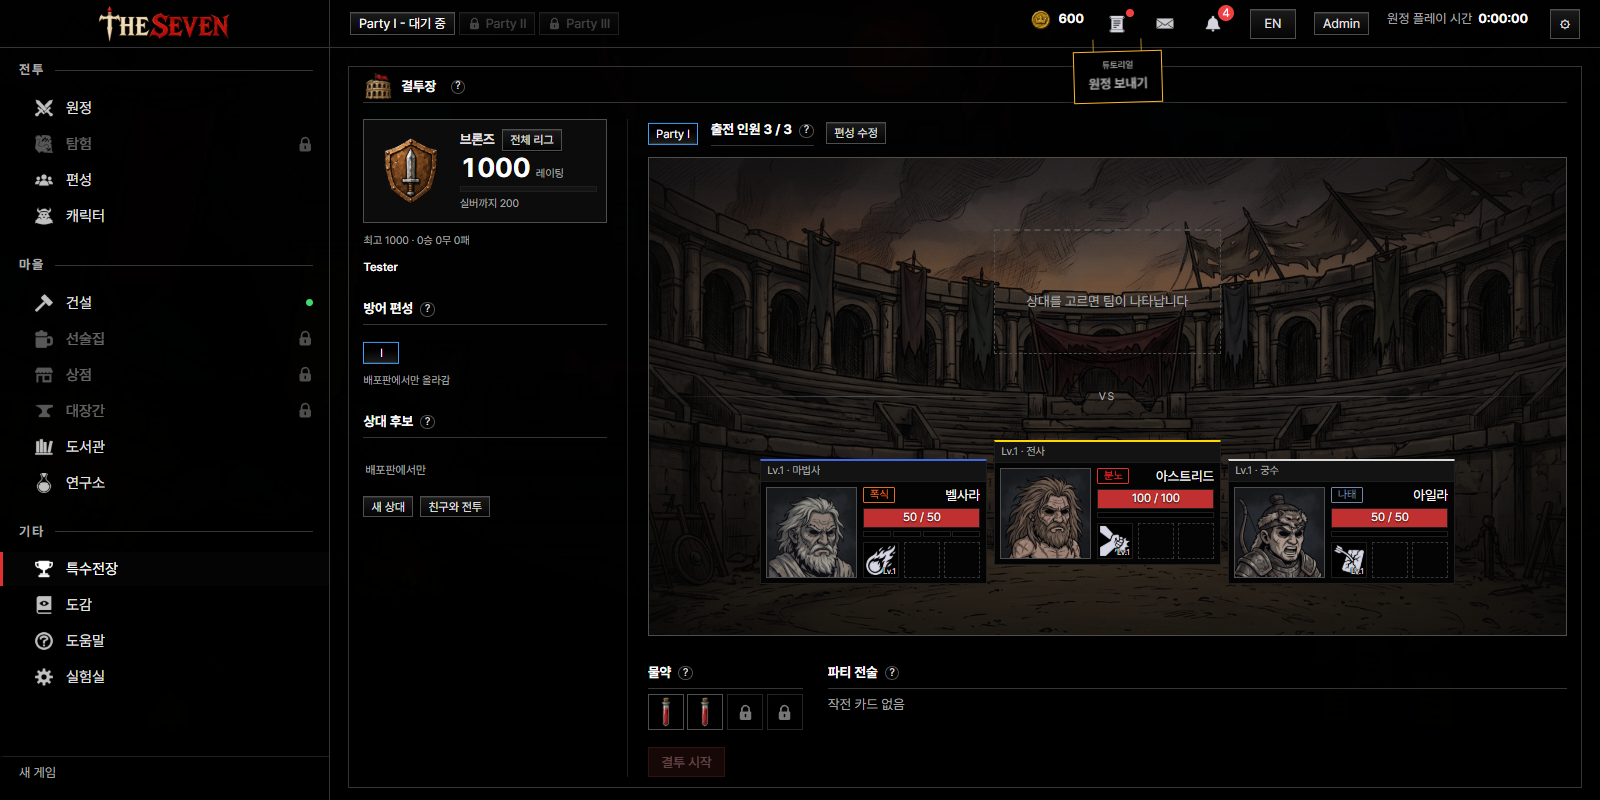 THE SEVEN
전투
원정
탐험
편성
캐릭터
마을
건설
선술집
상점
대장간
도서관
연구소
기타
특수전장
도감
도움말
실험실
새 게임
Party I - 대기 중
Party II
Party III
600
4
EN
Admin
원정 플레이 시간 0:00:00
튜토리얼
원정 보내기
결투장 ?
브론즈 전체 리그
1000 레이팅
실버까지 200
최고 1000 · 0승 0무 0패
Tester
방어 편성 ?
I
배포판에서만 올라감
상대 후보 ?
배포판에서만
새 상대 친구와 전투
Party I 출전 인원 3 / 3 ? 편성 수정
상대를 고르면 팀이 나타납니다
VS
Lv.1 · 마법사
폭식 벨사라
50 / 50
Lv.1
Lv.1 · 전사
분노 아스트리드
100 / 100
Lv.1
Lv.1 · 궁수
나태 아일라
50 / 50
Lv.1
물약 ?
파티 전술 ?
작전 카드 없음
결투 시작